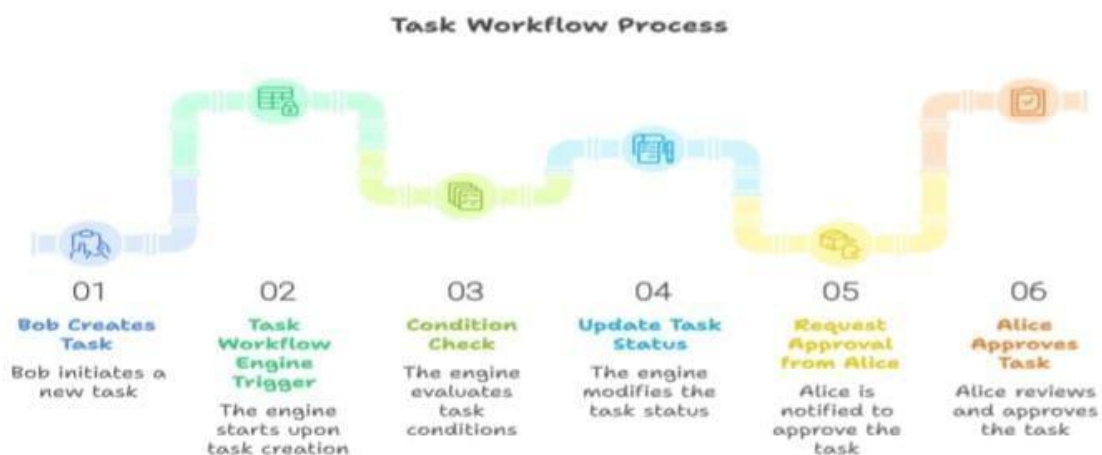 Task Workflow Process
01
Bob Creates
Task
Bob initiates a
new task
02
Task
Workflow
Engine
Trigger
The engine
starts upon
task creation
03
Condition
Check
The engine
evaluates
task
conditions
04
Update Task
Status
The engine
modifies the
task status
05
Request
Approval
from Alice
Alice is
notified to
approve the
task
06
Alice
Approves
Task
Alice reviews
and approves
the task